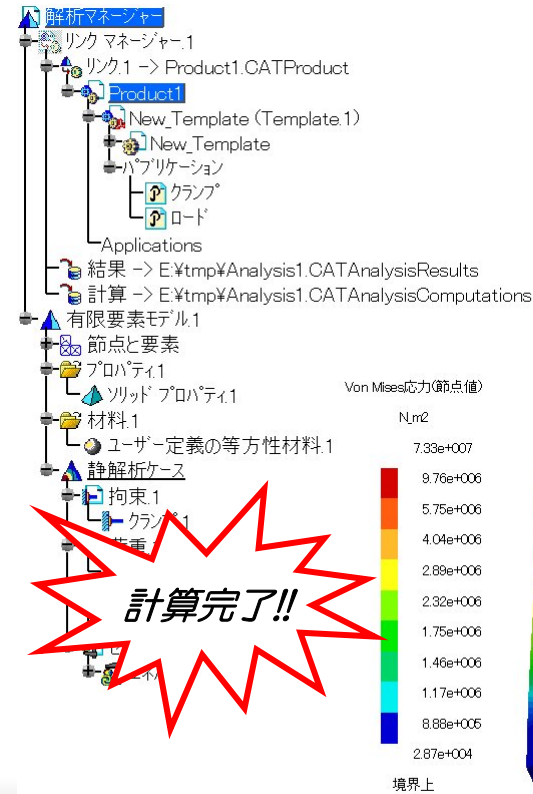 解析マネージャー
リンク マネージャー.1
リンク.1 -> Product1.CATProduct
Product1
New_Template (Template.1)
New_Template
パブリケーション
クランプ
ロード
Applications
結果 -> E:¥tmp¥Analysis1.CATAnalysisResults
計算 -> E:¥tmp¥Analysis1.CATAnalysisComputations
有限要素モデル.1
節点と要素
プロパティ.1
ソリッド プロパティ.1
材料.1
ユーザー定義の等方性材料.1
静解析ケース
拘束.1
クランプ.1
荷重.
計算完了!!
Von Mises応力(節点値)
N_m2
7.33e+007
9.76e+006
5.75e+006
4.04e+006
2.89e+006
2.32e+006
1.75e+006
1.46e+006
1.17e+006
8.88e+005
2.87e+004
境界上